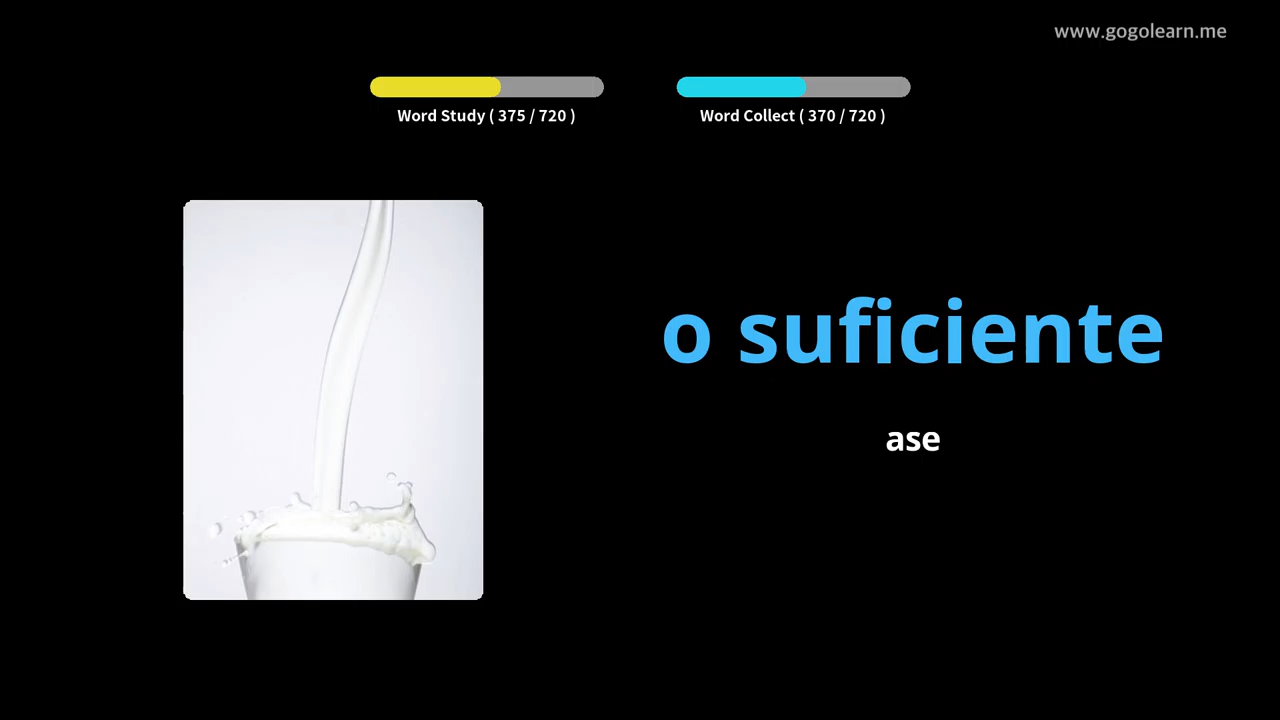 www.gogolearn.me
Word Study ( 375 / 720 )
Word Collect ( 370 / 720 )
o suficiente
ase